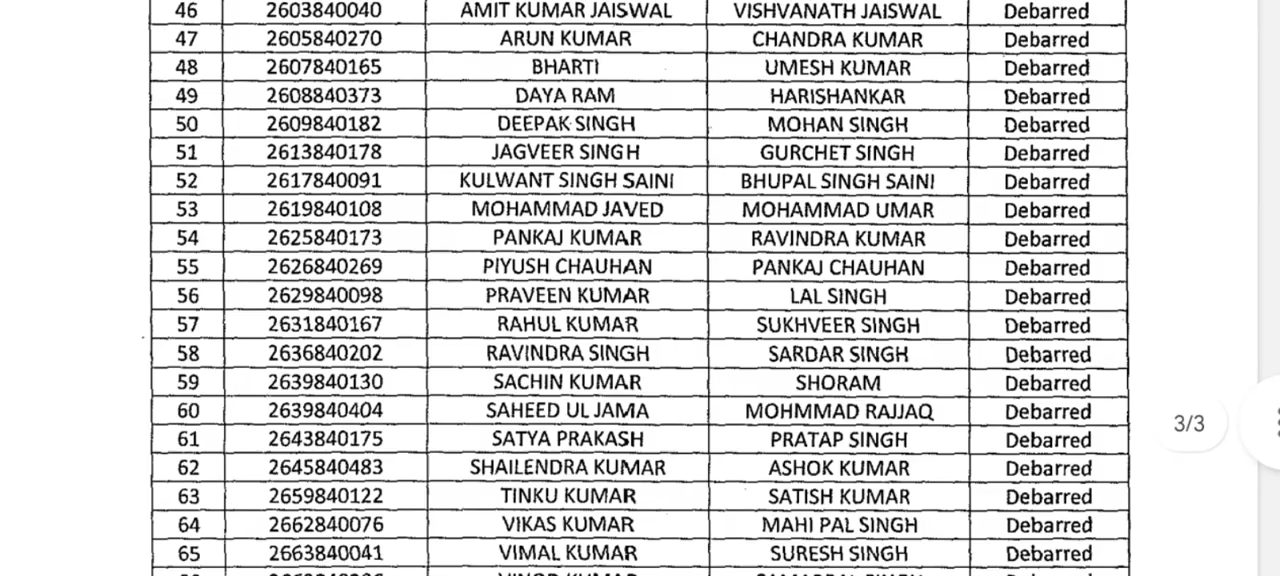 46 2603840040 AMIT KUMAR JAISWAL VISHVANATH JAISWAL Debarred
47 2605840270 ARUN KUMAR CHANDRA KUMAR Debarred
48 2607840165 BHARTI UMESH KUMAR Debarred
49 2608840373 DAYA RAM HARISHANKAR Debarred
50 2609840182 DEEPAK SINGH MOHAN SINGH Debarred
51 2613840178 JAGVEER SINGH GURCHET SINGH Debarred
52 2617840091 KULWANT SINGH SAINI BHUPAL SINGH SAINI Debarred
53 2619840108 MOHAMMAD JAVED MOHAMMAD UMAR Debarred
54 2625840173 PANKAJ KUMAR RAVINDRA KUMAR Debarred
55 2626840269 PIYUSH CHAUHAN PANKAJ CHAUHAN Debarred
56 2629840098 PRAVEEN KUMAR LAL SINGH Debarred
57 2631840167 RAHUL KUMAR SUKHVEER SINGH Debarred
58 2636840202 RAVINDRA SINGH SARDAR SINGH Debarred
59 2639840130 SACHIN KUMAR SHORAM Debarred
60 2639840404 SAHEED UL JAMA MOHMMAD RAJJAQ Debarred
3/3
61 2643840175 SATYA PRAKASH PRATAP SINGH Debarred
62 2645840483 SHAILENDRA KUMAR ASHOK KUMAR Debarred
63 2659840122 TINKU KUMAR SATISH KUMAR Debarred
64 2662840076 VIKAS KUMAR MAHI PAL SINGH Debarred
65 2663840041 VIMAL KUMAR SURESH SINGH Debarred